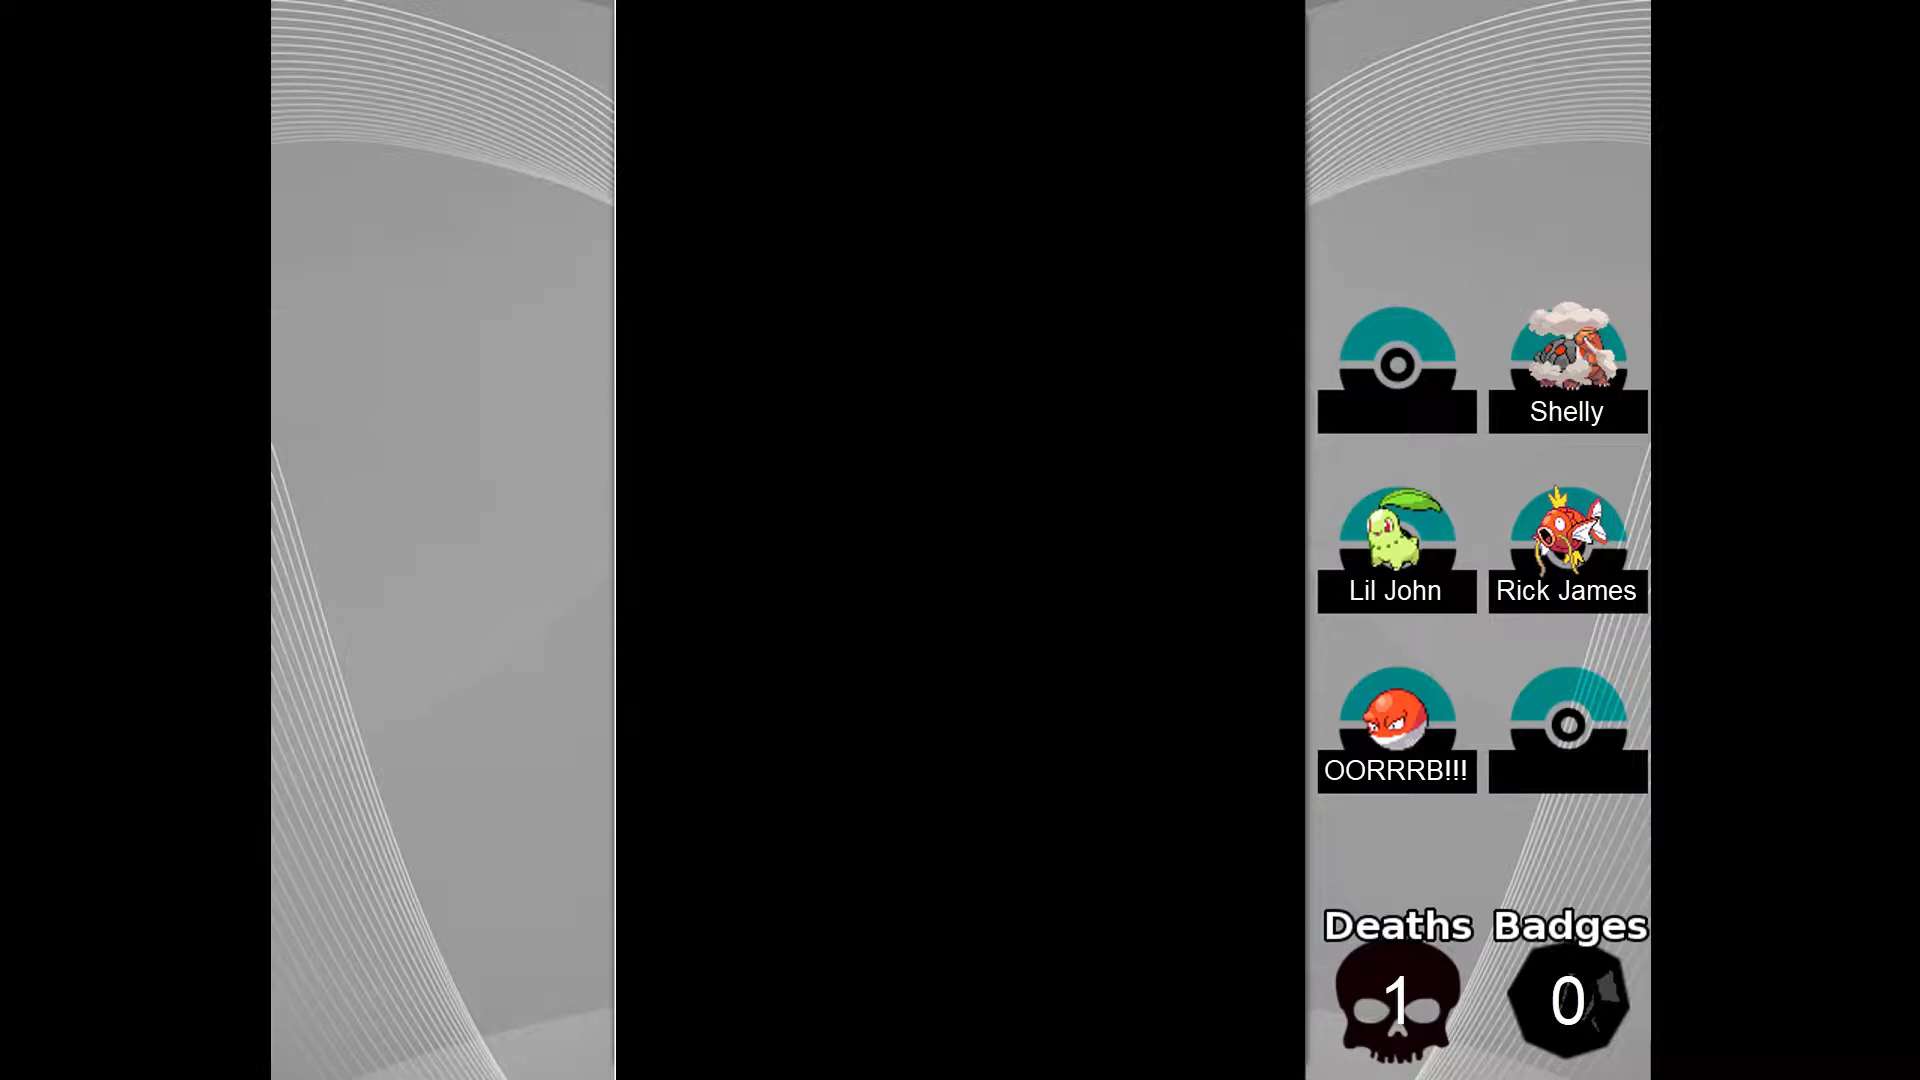 Shelly
Lil John
Rick James
OORRRB!!!
Deaths
Badges
1
0